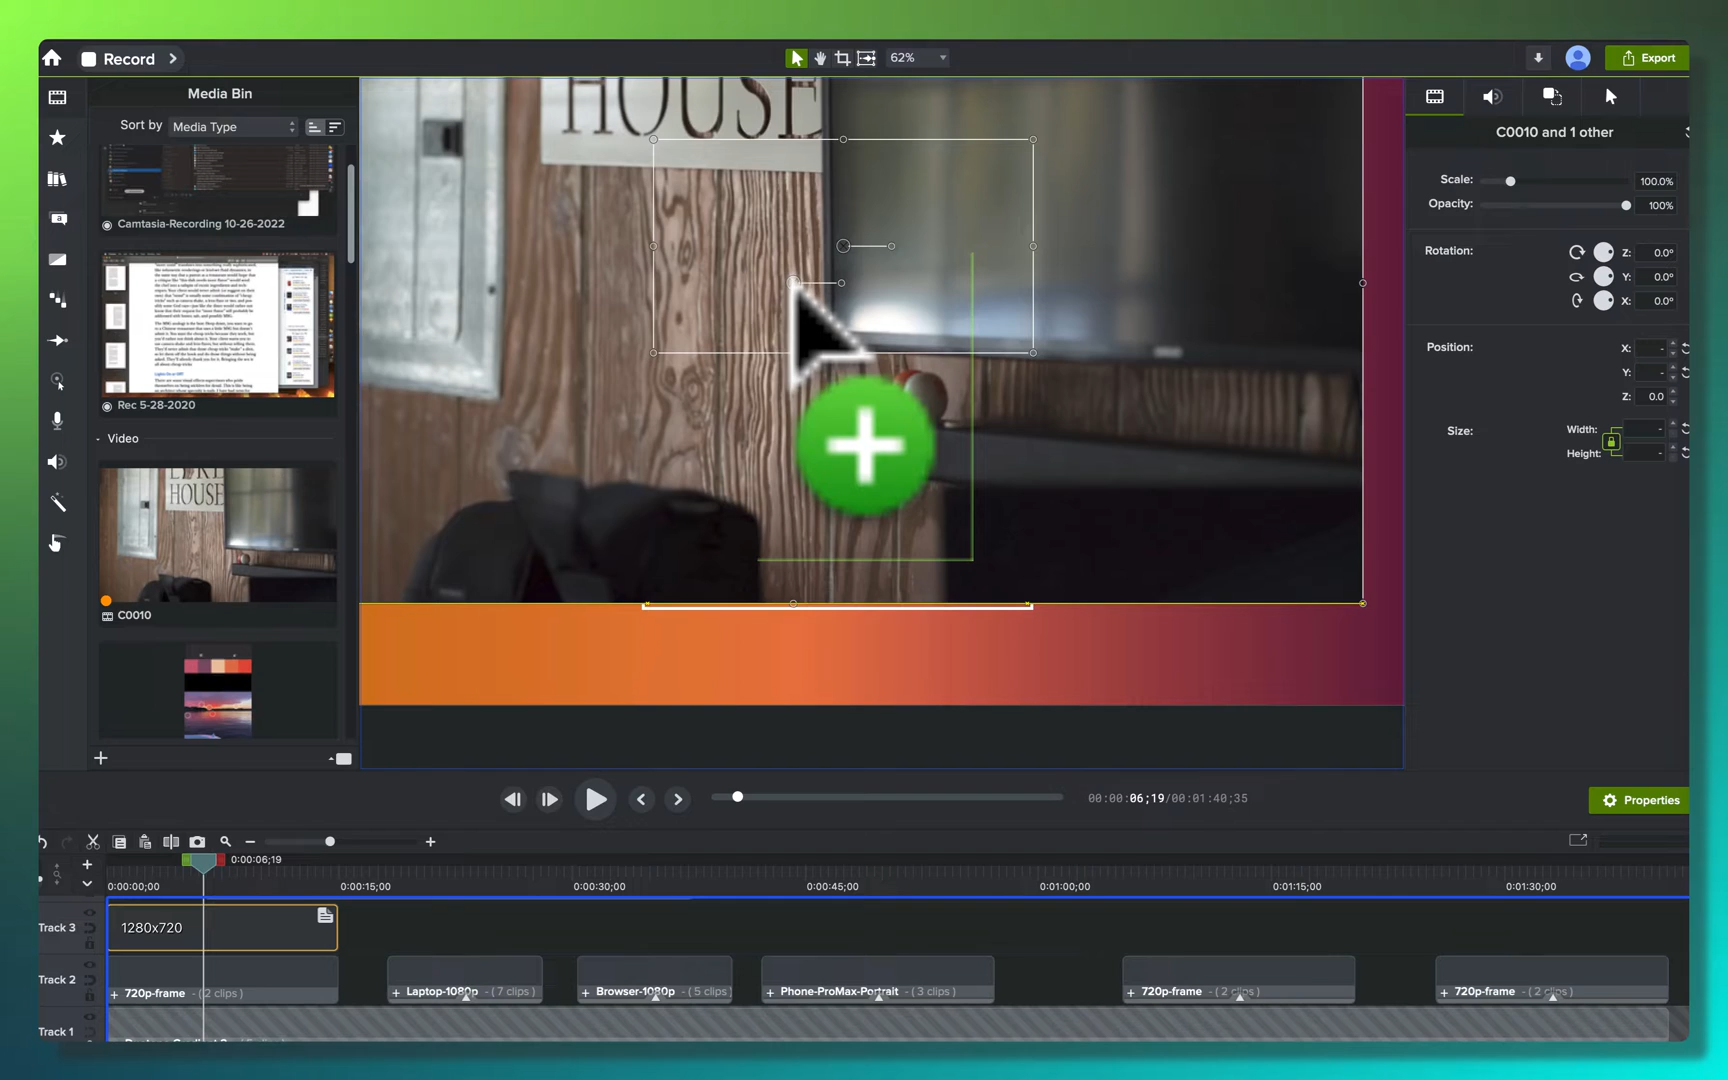 Record
62%
Export
Media Bin
Sort by Media Type
Camtasia-Recording 10-26-2022
Rec 5-28-2020
Video
HOUSE
C0010
HOUSE
C0010 and 1 other
Scale: 100.0%
Opacity: 100%
Rotation: Z: 0.0º
Y: 0.0º
X: 0.0º
Position: X: -
Y: -
Z: 0.0
Size: Width: -
Height: -
00:00:06;19/00:01:40;35
Properties
0:00:06;19
0:00:00;00 0:00:15;00 0:00:30;00 0:00:45;00 0:01:00;00 0:01:15;00 0:01:30;00
Track 3 1280x720
Track 2 + 720p-frame - (2 clips) + Laptop-1080p - (7 clips) + Browser-1080p - (5 clips) + Phone-ProMax-Portrait - (3 clips) + 720p-frame - (2 clips) + 720p-frame - (2 clips)
Track 1